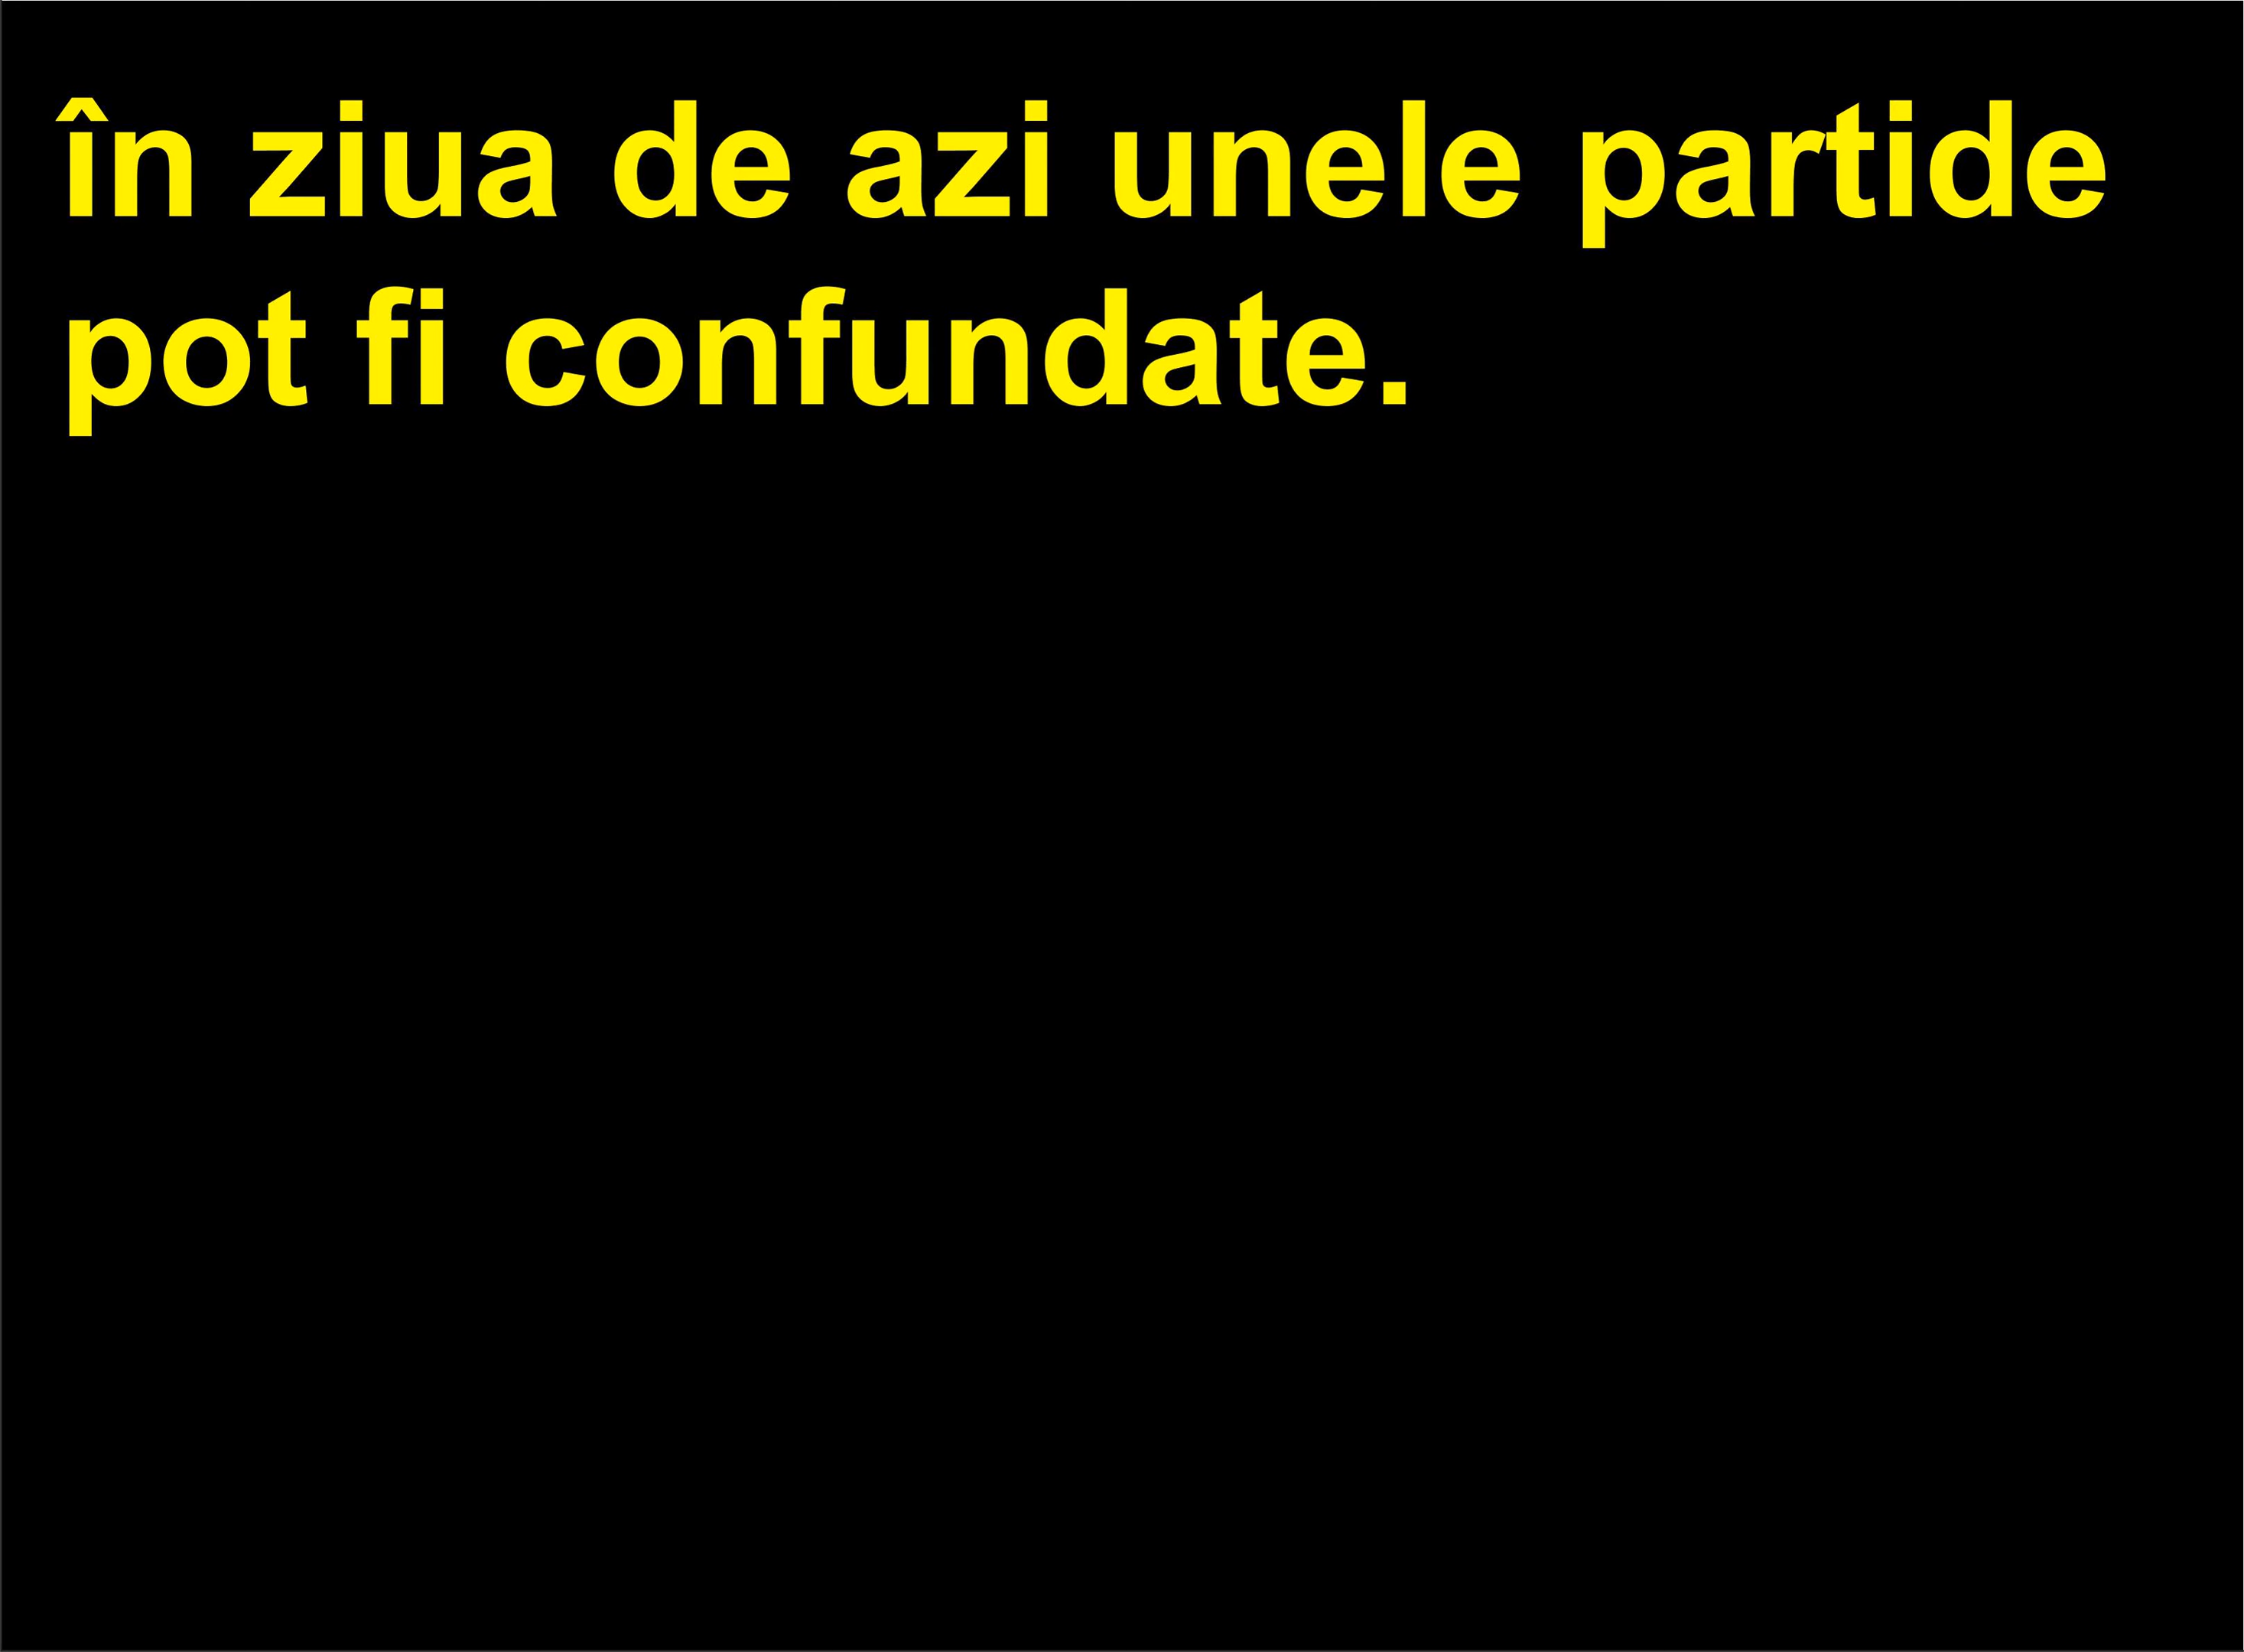 în ziua de azi unele partide
pot fi confundate.